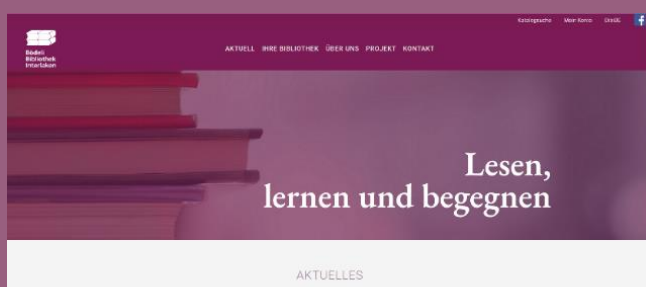 Katalogsuche Mein Konto
Bödeli
Bibliothek
Interlaken
AKTUELL IHRE BIBLIOTHEK ÜBER UNS PROJEKT KONTAKT
Lesen,
lernen und begegnen
AKTUELLES